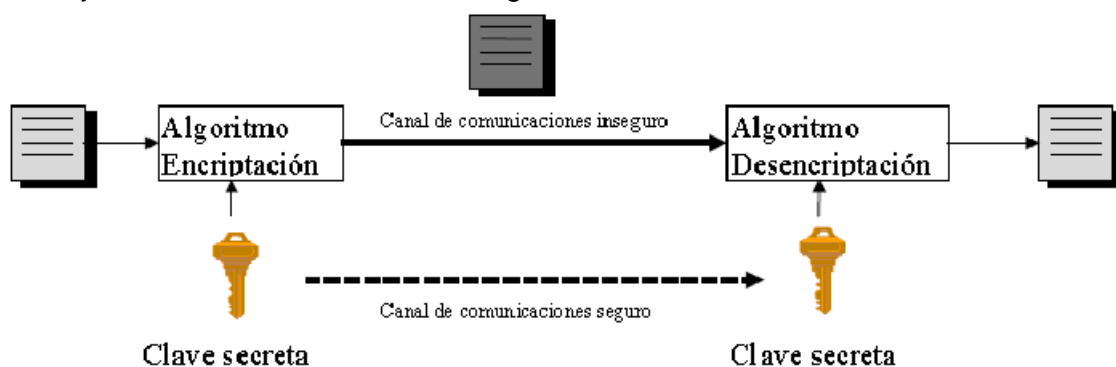 Canal de comunicaciones inseguro
Algoritmo
Encriptación
Algoritmo
Desencriptación
Canal de comunicaciones seguro
Clave secreta
Clave secreta